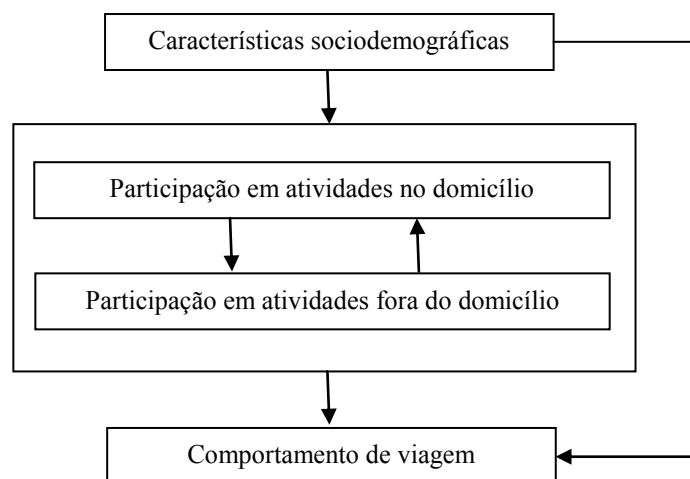 Características sociodemográficas
Participação em atividades no domicílio
Participação em atividades fora do domicílio
Comportamento de viagem